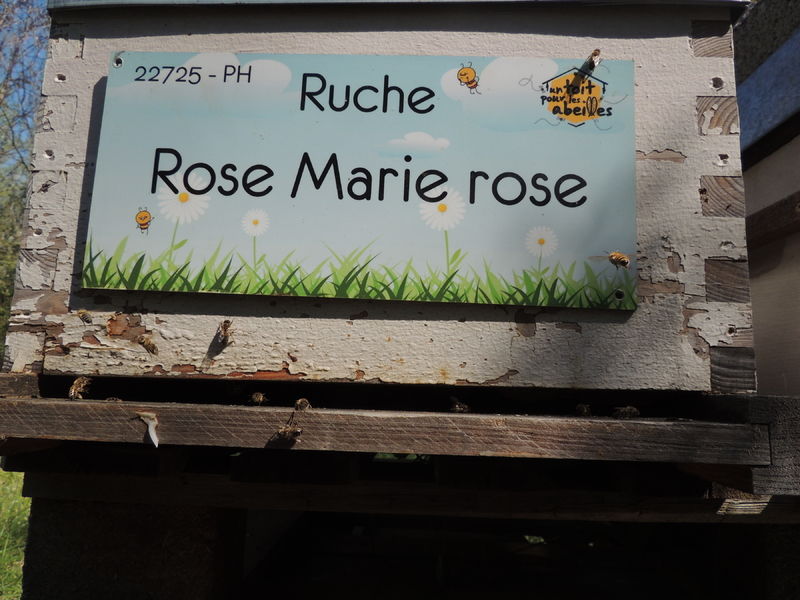 22725 - PH
Ruche
un toit
pour les
abeilles
Rose Marie rose